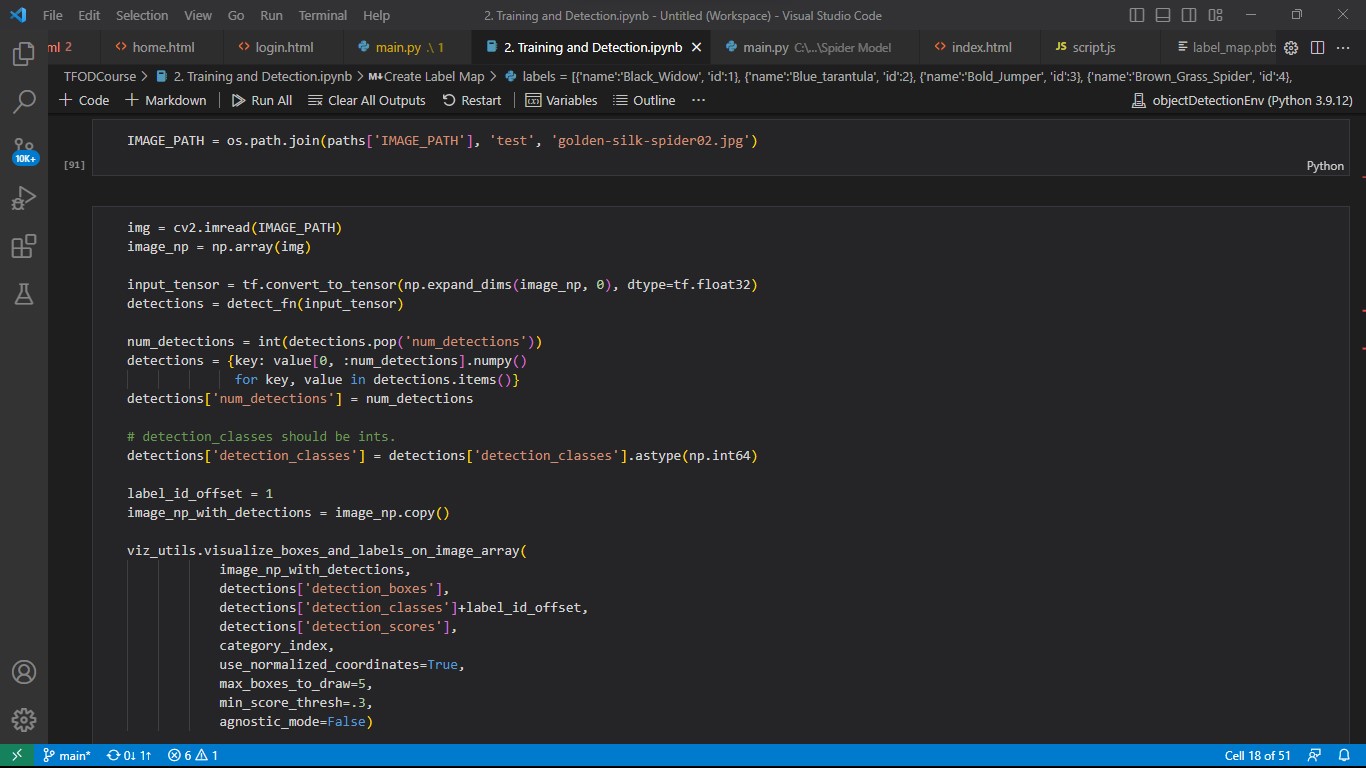 File Edit Selection View Go Run Terminal Help 2. Training and Detection.ipynb - Untitled (Workspace) - Visual Studio Code
ml 2 home.html login.html main.py .\ 1 2. Training and Detection.ipynb main.py C:\...\Spider Model index.html JS script.js label_map.pbt
TFODCourse > 2. Training and Detection.ipynb > M↓Create Label Map > labels = [{'name':'Black_Widow', 'id':1}, {'name':'Blue_tarantula', 'id':2}, {'name':'Bold_Jumper', 'id':3}, {'name':'Brown_Grass_Spider', 'id':4},
+ Code + Markdown Run All Clear All Outputs Restart Variables Outline ··· objectDetectionEnv (Python 3.9.12)
10K+
IMAGE_PATH = os.path.join(paths['IMAGE_PATH'], 'test', 'golden-silk-spider02.jpg')
[91] Python
img = cv2.imread(IMAGE_PATH)
image_np = np.array(img)
input_tensor = tf.convert_to_tensor(np.expand_dims(image_np, 0), dtype=tf.float32)
detections = detect_fn(input_tensor)
num_detections = int(detections.pop('num_detections'))
detections = {key: value[0, :num_detections].numpy()
for key, value in detections.items()}
detections['num_detections'] = num_detections
# detection_classes should be ints.
detections['detection_classes'] = detections['detection_classes'].astype(np.int64)
label_id_offset = 1
image_np_with_detections = image_np.copy()
viz_utils.visualize_boxes_and_labels_on_image_array(
image_np_with_detections,
detections['detection_boxes'],
detections['detection_classes']+label_id_offset,
detections['detection_scores'],
category_index,
use_normalized_coordinates=True,
max_boxes_to_draw=5,
min_score_thresh=.3,
agnostic_mode=False)
main* 0↓ 1↑ 6 1 Cell 18 of 51